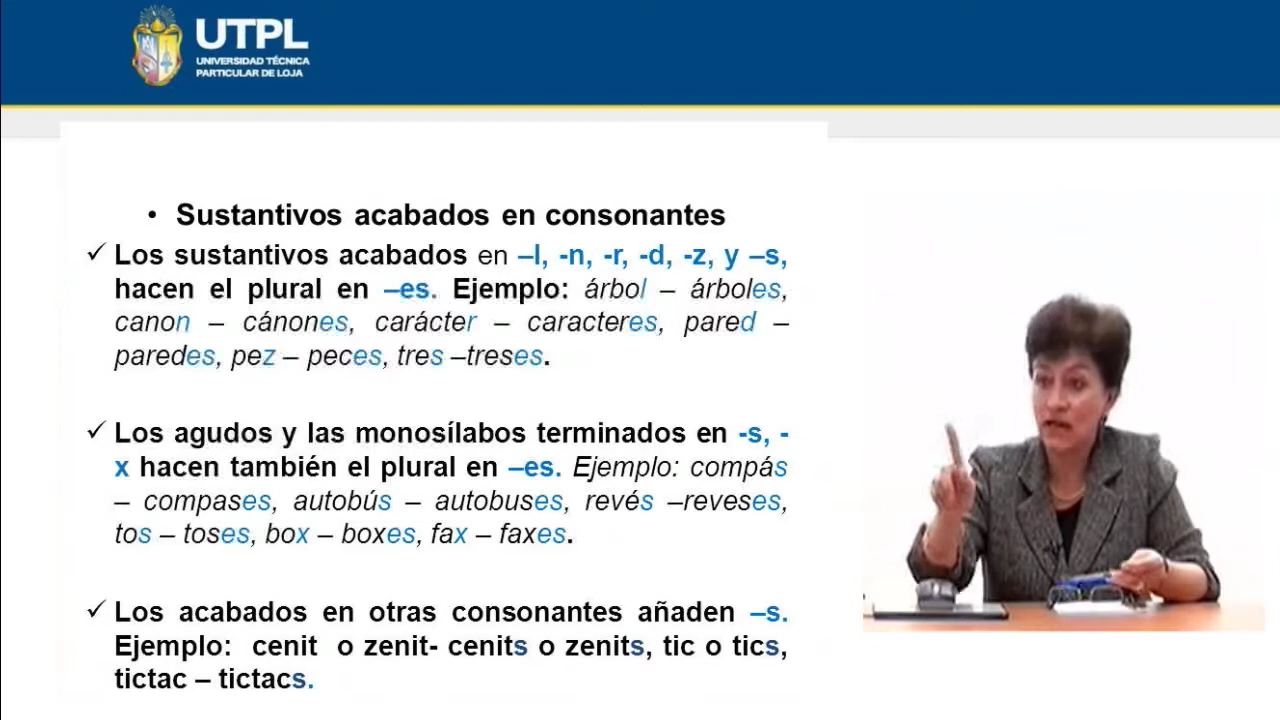 UTPL
UNIVERSIDAD TÉCNICA
PARTICULAR DE LOJA
• Sustantivos acabados en consonantes
✓ Los sustantivos acabados en –l, -n, -r, -d, -z, y –s,
hacen el plural en –es. Ejemplo: árbol – árboles,
canon – cánones, carácter – caracteres, pared –
paredes, pez – peces, tres –treses.
✓ Los agudos y las monosílabos terminados en -s, -
x hacen también el plural en –es. Ejemplo: compás
– compases, autobús – autobuses, revés –reveses,
tos – toses, box – boxes, fax – faxes.
✓ Los acabados en otras consonantes añaden –s.
Ejemplo: cenit o zenit- cenits o zenits, tic o tics,
tictac – tictacs.